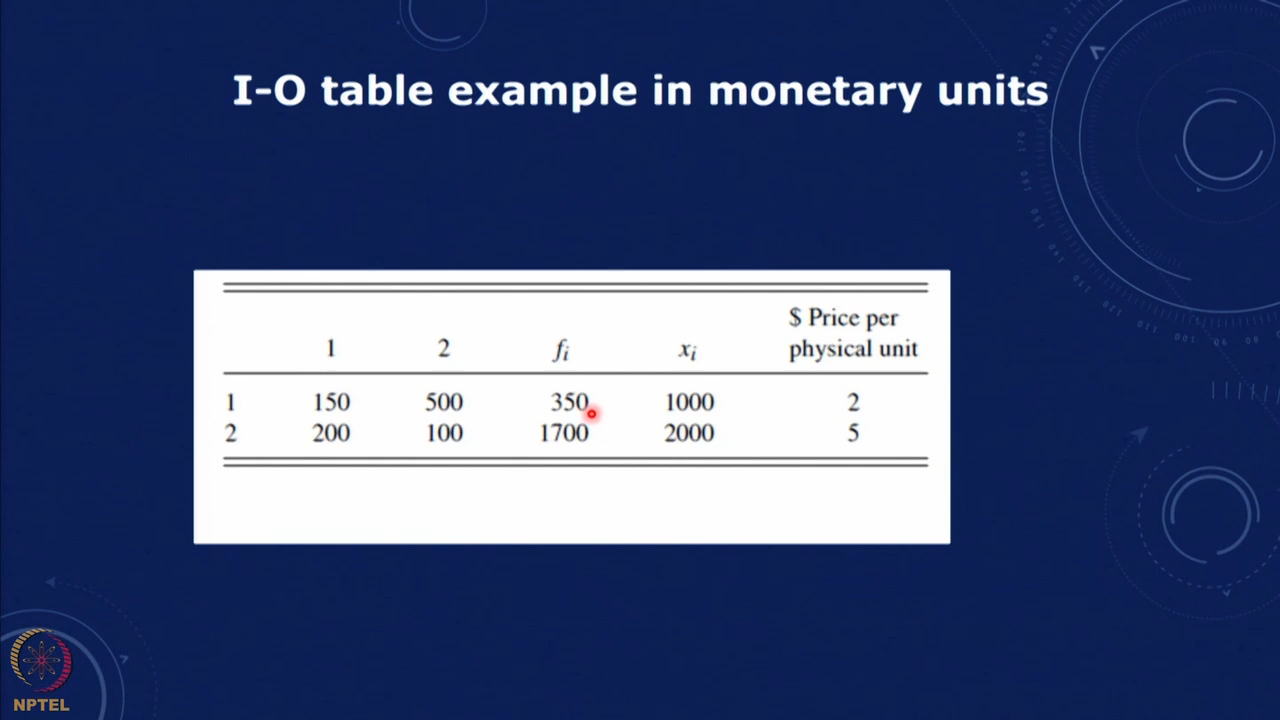 I-O table example in monetary units
$ Price per
1 2 fi xi physical unit
1 150 500 350 1000 2
2 200 100 1700 2000 5
NPTEL